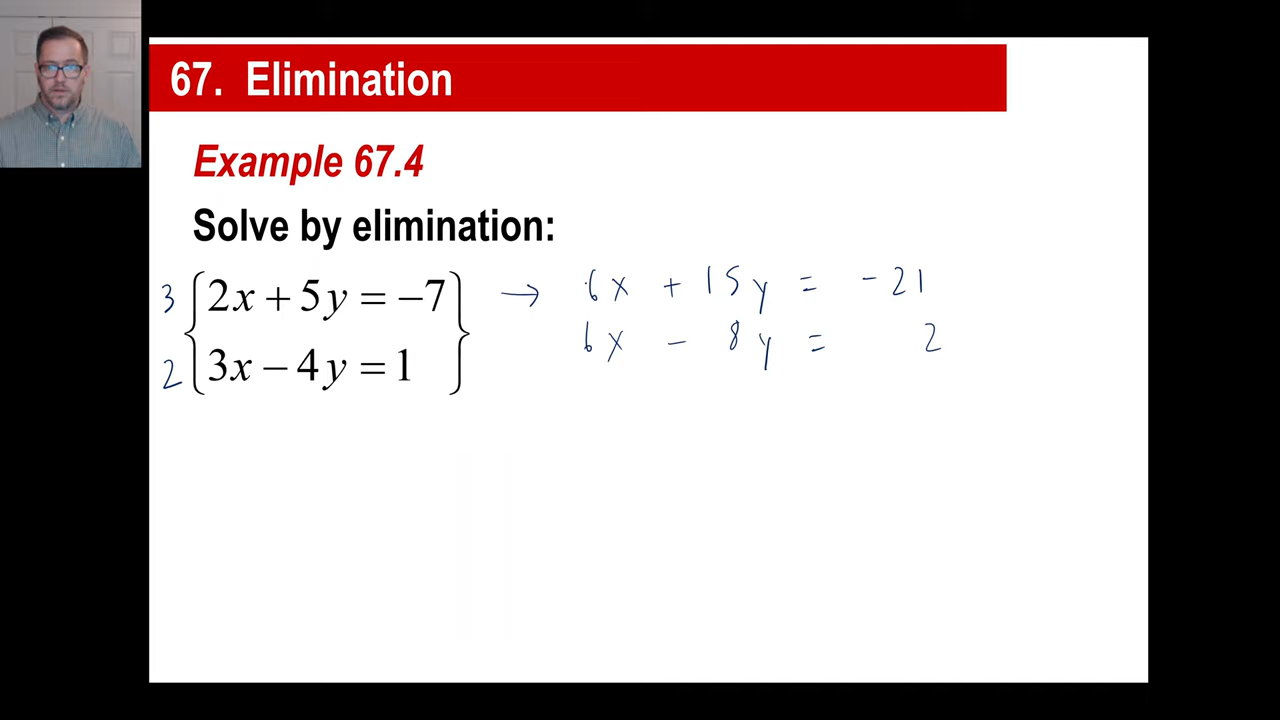 67. Elimination
Example 67.4
Solve by elimination:
3 {2x + 5y = −7} → 6x + 15y = -21
2 {3x − 4y = 1} 6x - 8y = 2